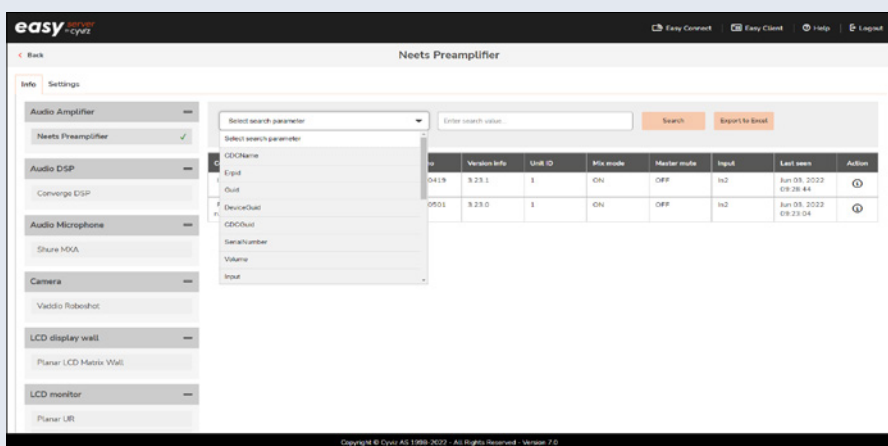 easy server
by cyviz
Easy Connect
Easy Client
Help
Logout
Back
Neets Preamplifier
Info
Settings
Audio Amplifier
Neets Preamplifier
Audio DSP
Converge DSP
Audio Microphone
Shure MXA
Camera
Vaddio Roboshot
LCD display wall
Planar LCD Matrix Wall
LCD monitor
Planar UR
Select search parameter
Enter search value...
Search
Export to Excel
Select search parameter
CDCName
Erpid
Guid
DeviceGuid
CDCGuid
SerialNumber
Volume
Input
Version Info Unit ID Mix mode Master mute Input Last seen Action
0419 3.23.1 1 ON OFF In2 Jun 03, 2022
09:28:44
0501 3.23.0 1 ON OFF In2 Jun 03, 2022
09:23:04
Copyright © Cyviz AS 1998-2022 - All Rights Reserved - Version 7.0